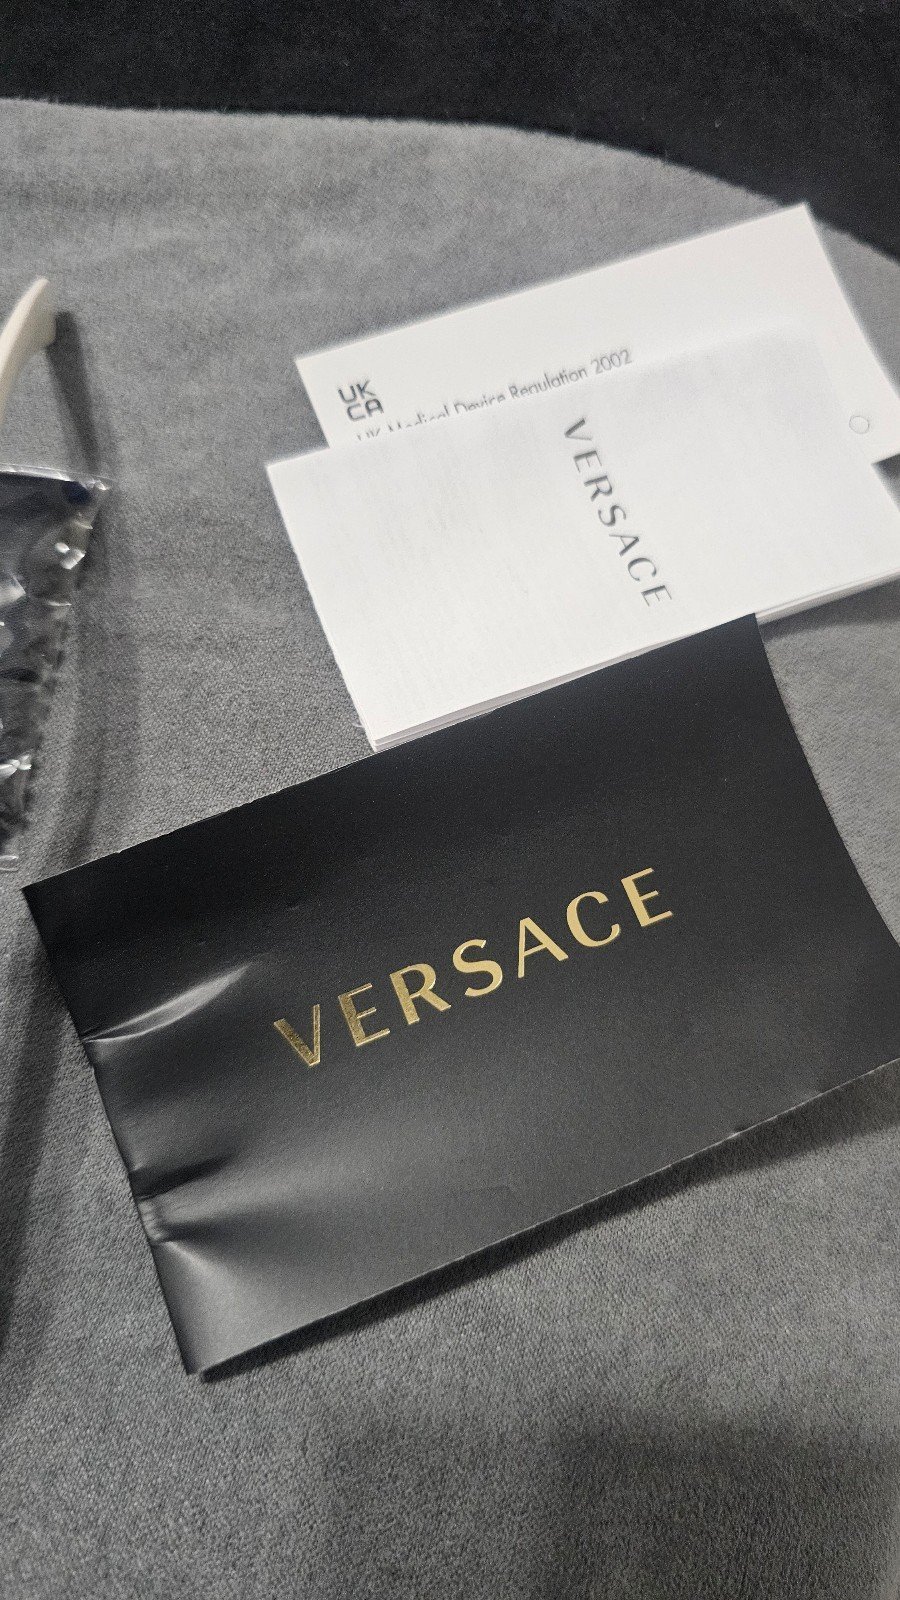 UK
CA
UK Medical Device Regulation 2002
VERSACE
VERSACE